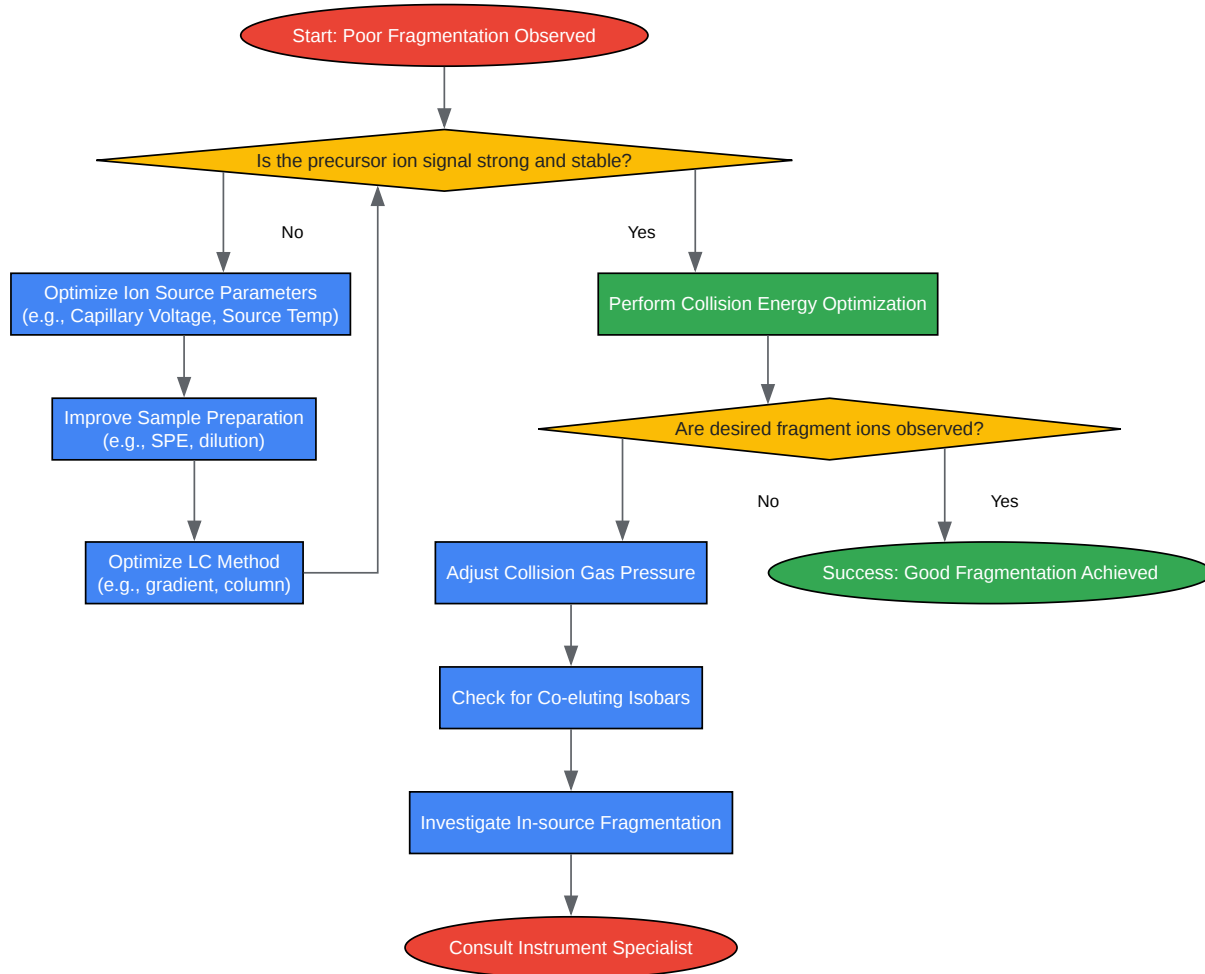 Start: Poor Fragmentation Observed
Is the precursor ion signal strong and stable?
No
Yes
Optimize Ion Source Parameters
(e.g., Capillary Voltage, Source Temp)
Perform Collision Energy Optimization
Improve Sample Preparation
(e.g., SPE, dilution)
Are desired fragment ions observed?
No
Yes
Optimize LC Method
(e.g., gradient, column)
Adjust Collision Gas Pressure
Success: Good Fragmentation Achieved
Check for Co-eluting Isobars
Investigate In-source Fragmentation
Consult Instrument Specialist